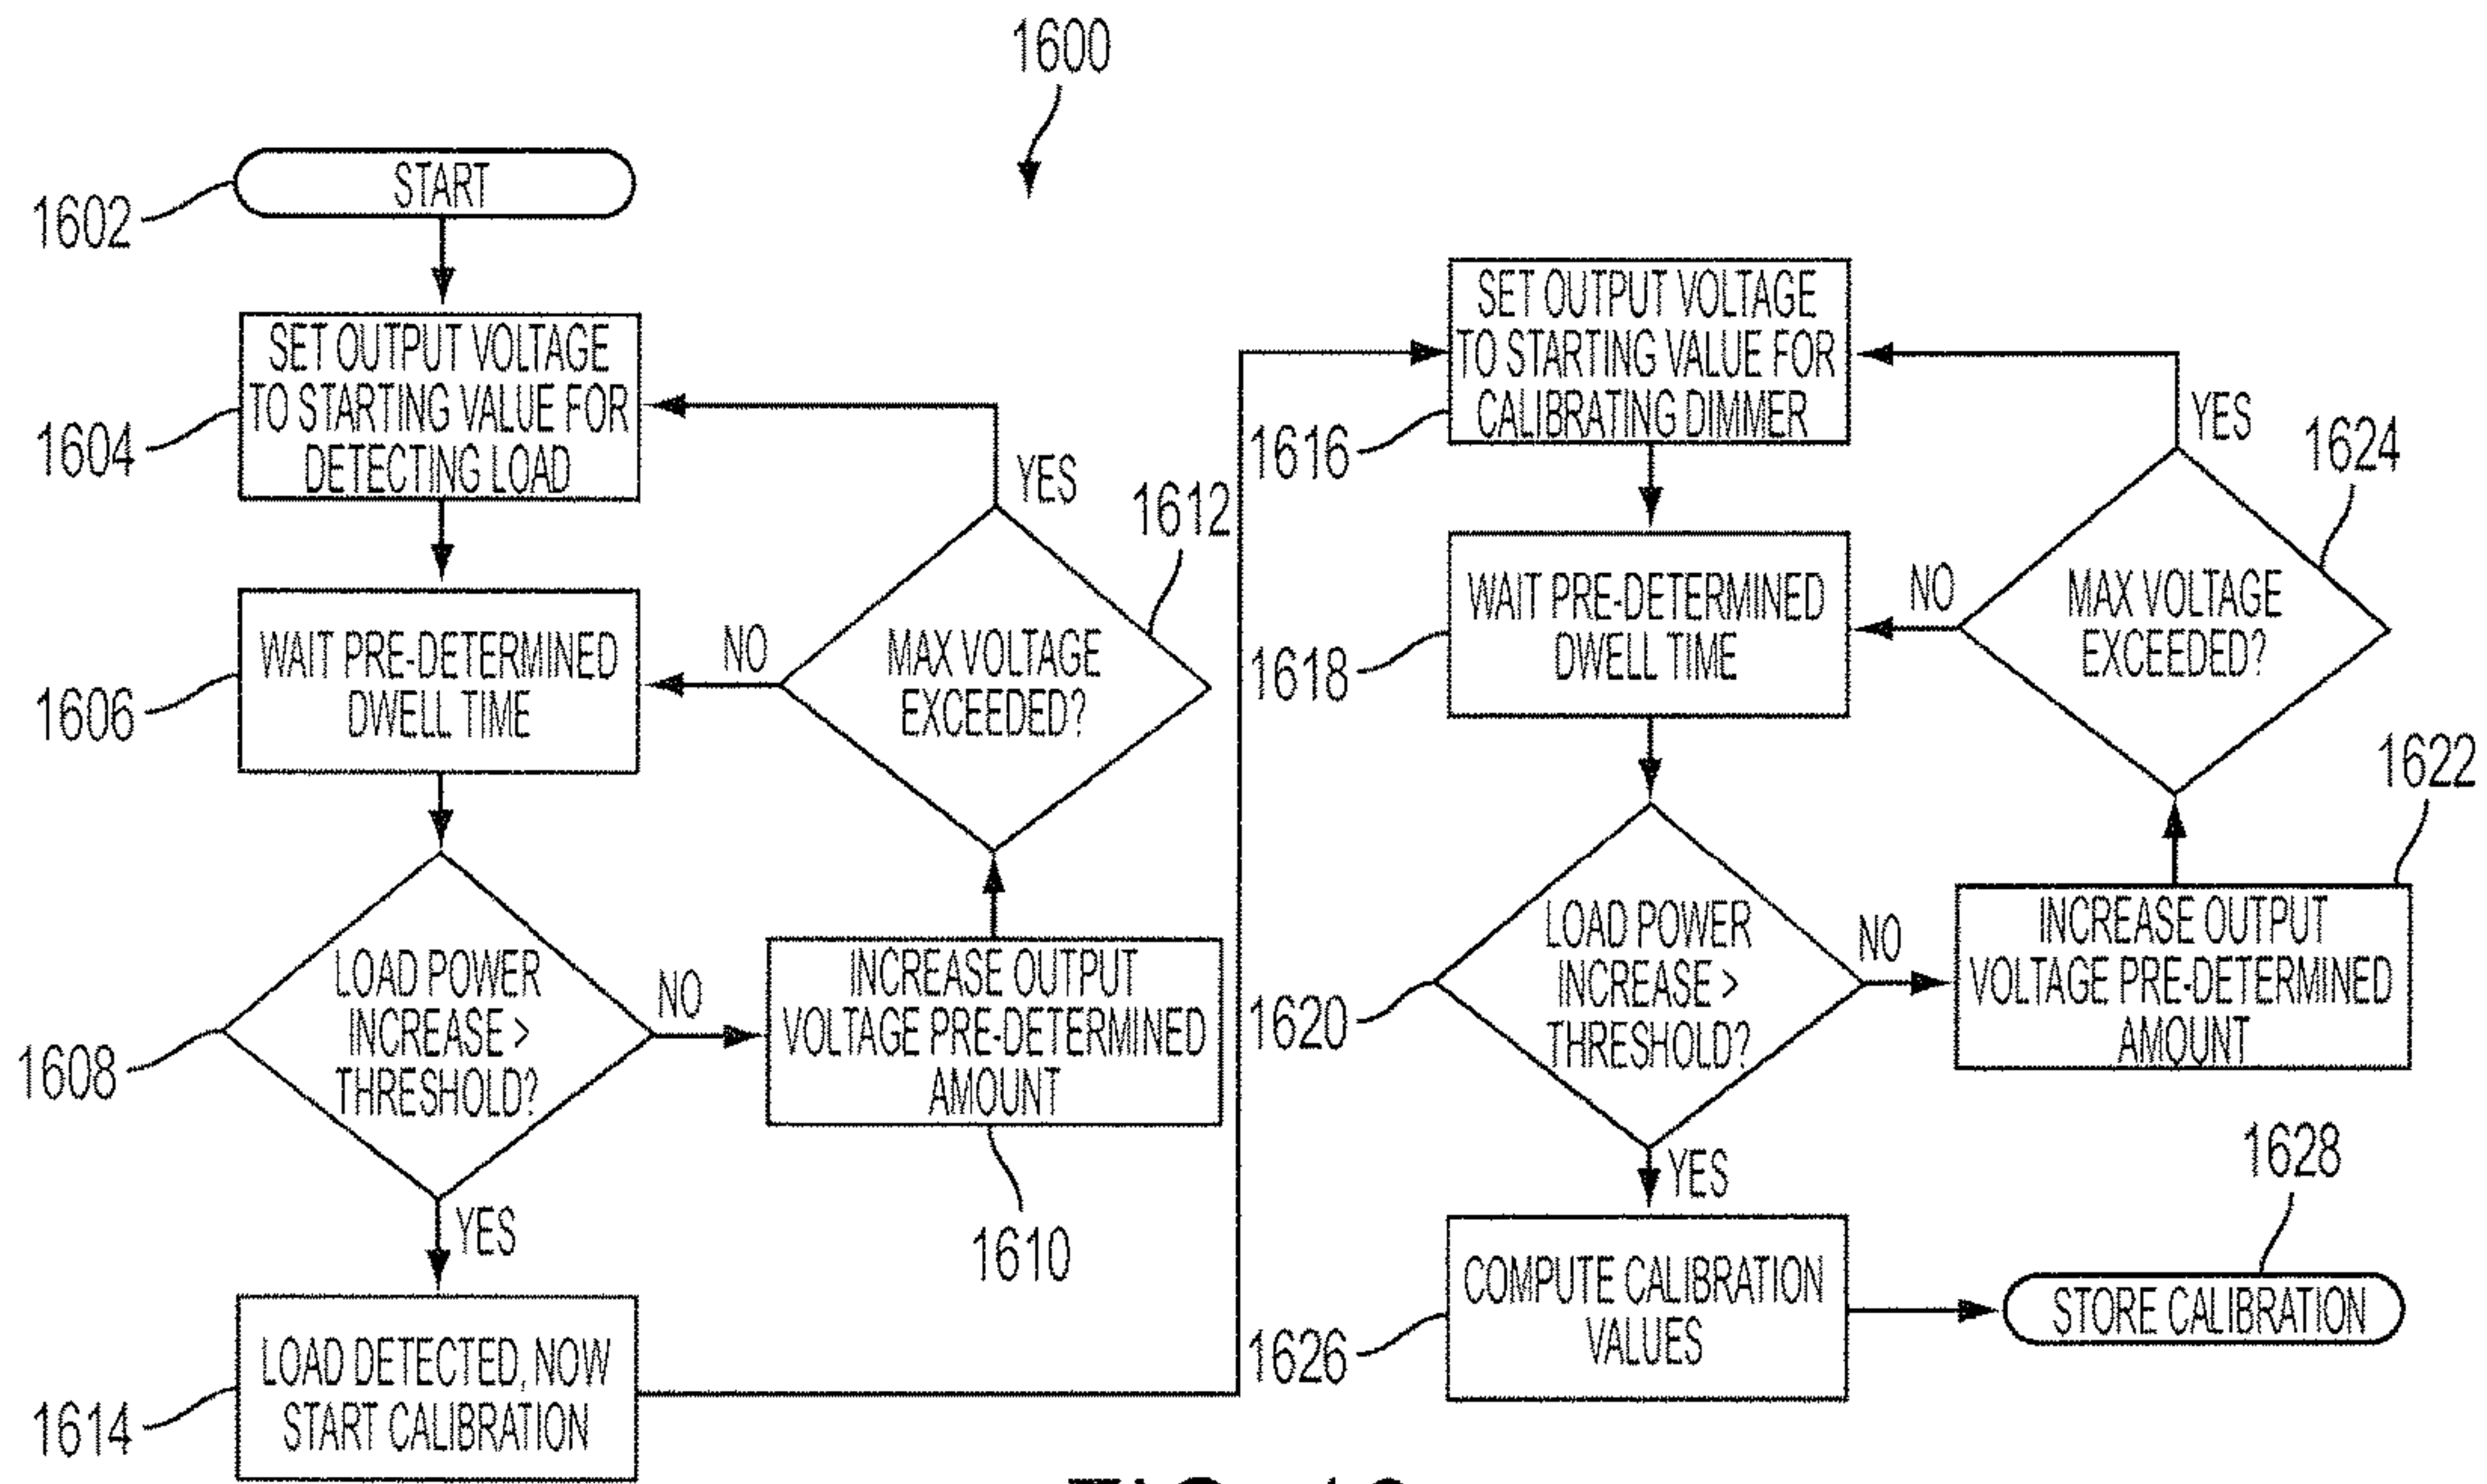 1600
START
1602
SET OUTPUT VOLTAGE
TO STARTING VALUE FOR
DETECTING LOAD
1604
WAIT PRE-DETERMINED
DWELL TIME
1606
LOAD POWER
INCREASE >
THRESHOLD?
1608
NO
YES
INCREASE OUTPUT
VOLTAGE PRE-DETERMINED
AMOUNT
1610
MAX VOLTAGE
EXCEEDED?
1612
NO
YES
LOAD DETECTED, NOW
START CALIBRATION
1614
SET OUTPUT VOLTAGE
TO STARTING VALUE FOR
CALIBRATING DIMMER
1616
WAIT PRE-DETERMINED
DWELL TIME
1618
LOAD POWER
INCREASE >
THRESHOLD?
1620
NO
YES
INCREASE OUTPUT
VOLTAGE PRE-DETERMINED
AMOUNT
1622
MAX VOLTAGE
EXCEEDED?
1624
NO
YES
COMPUTE CALIBRATION
VALUES
1626
STORE CALIBRATION
1628